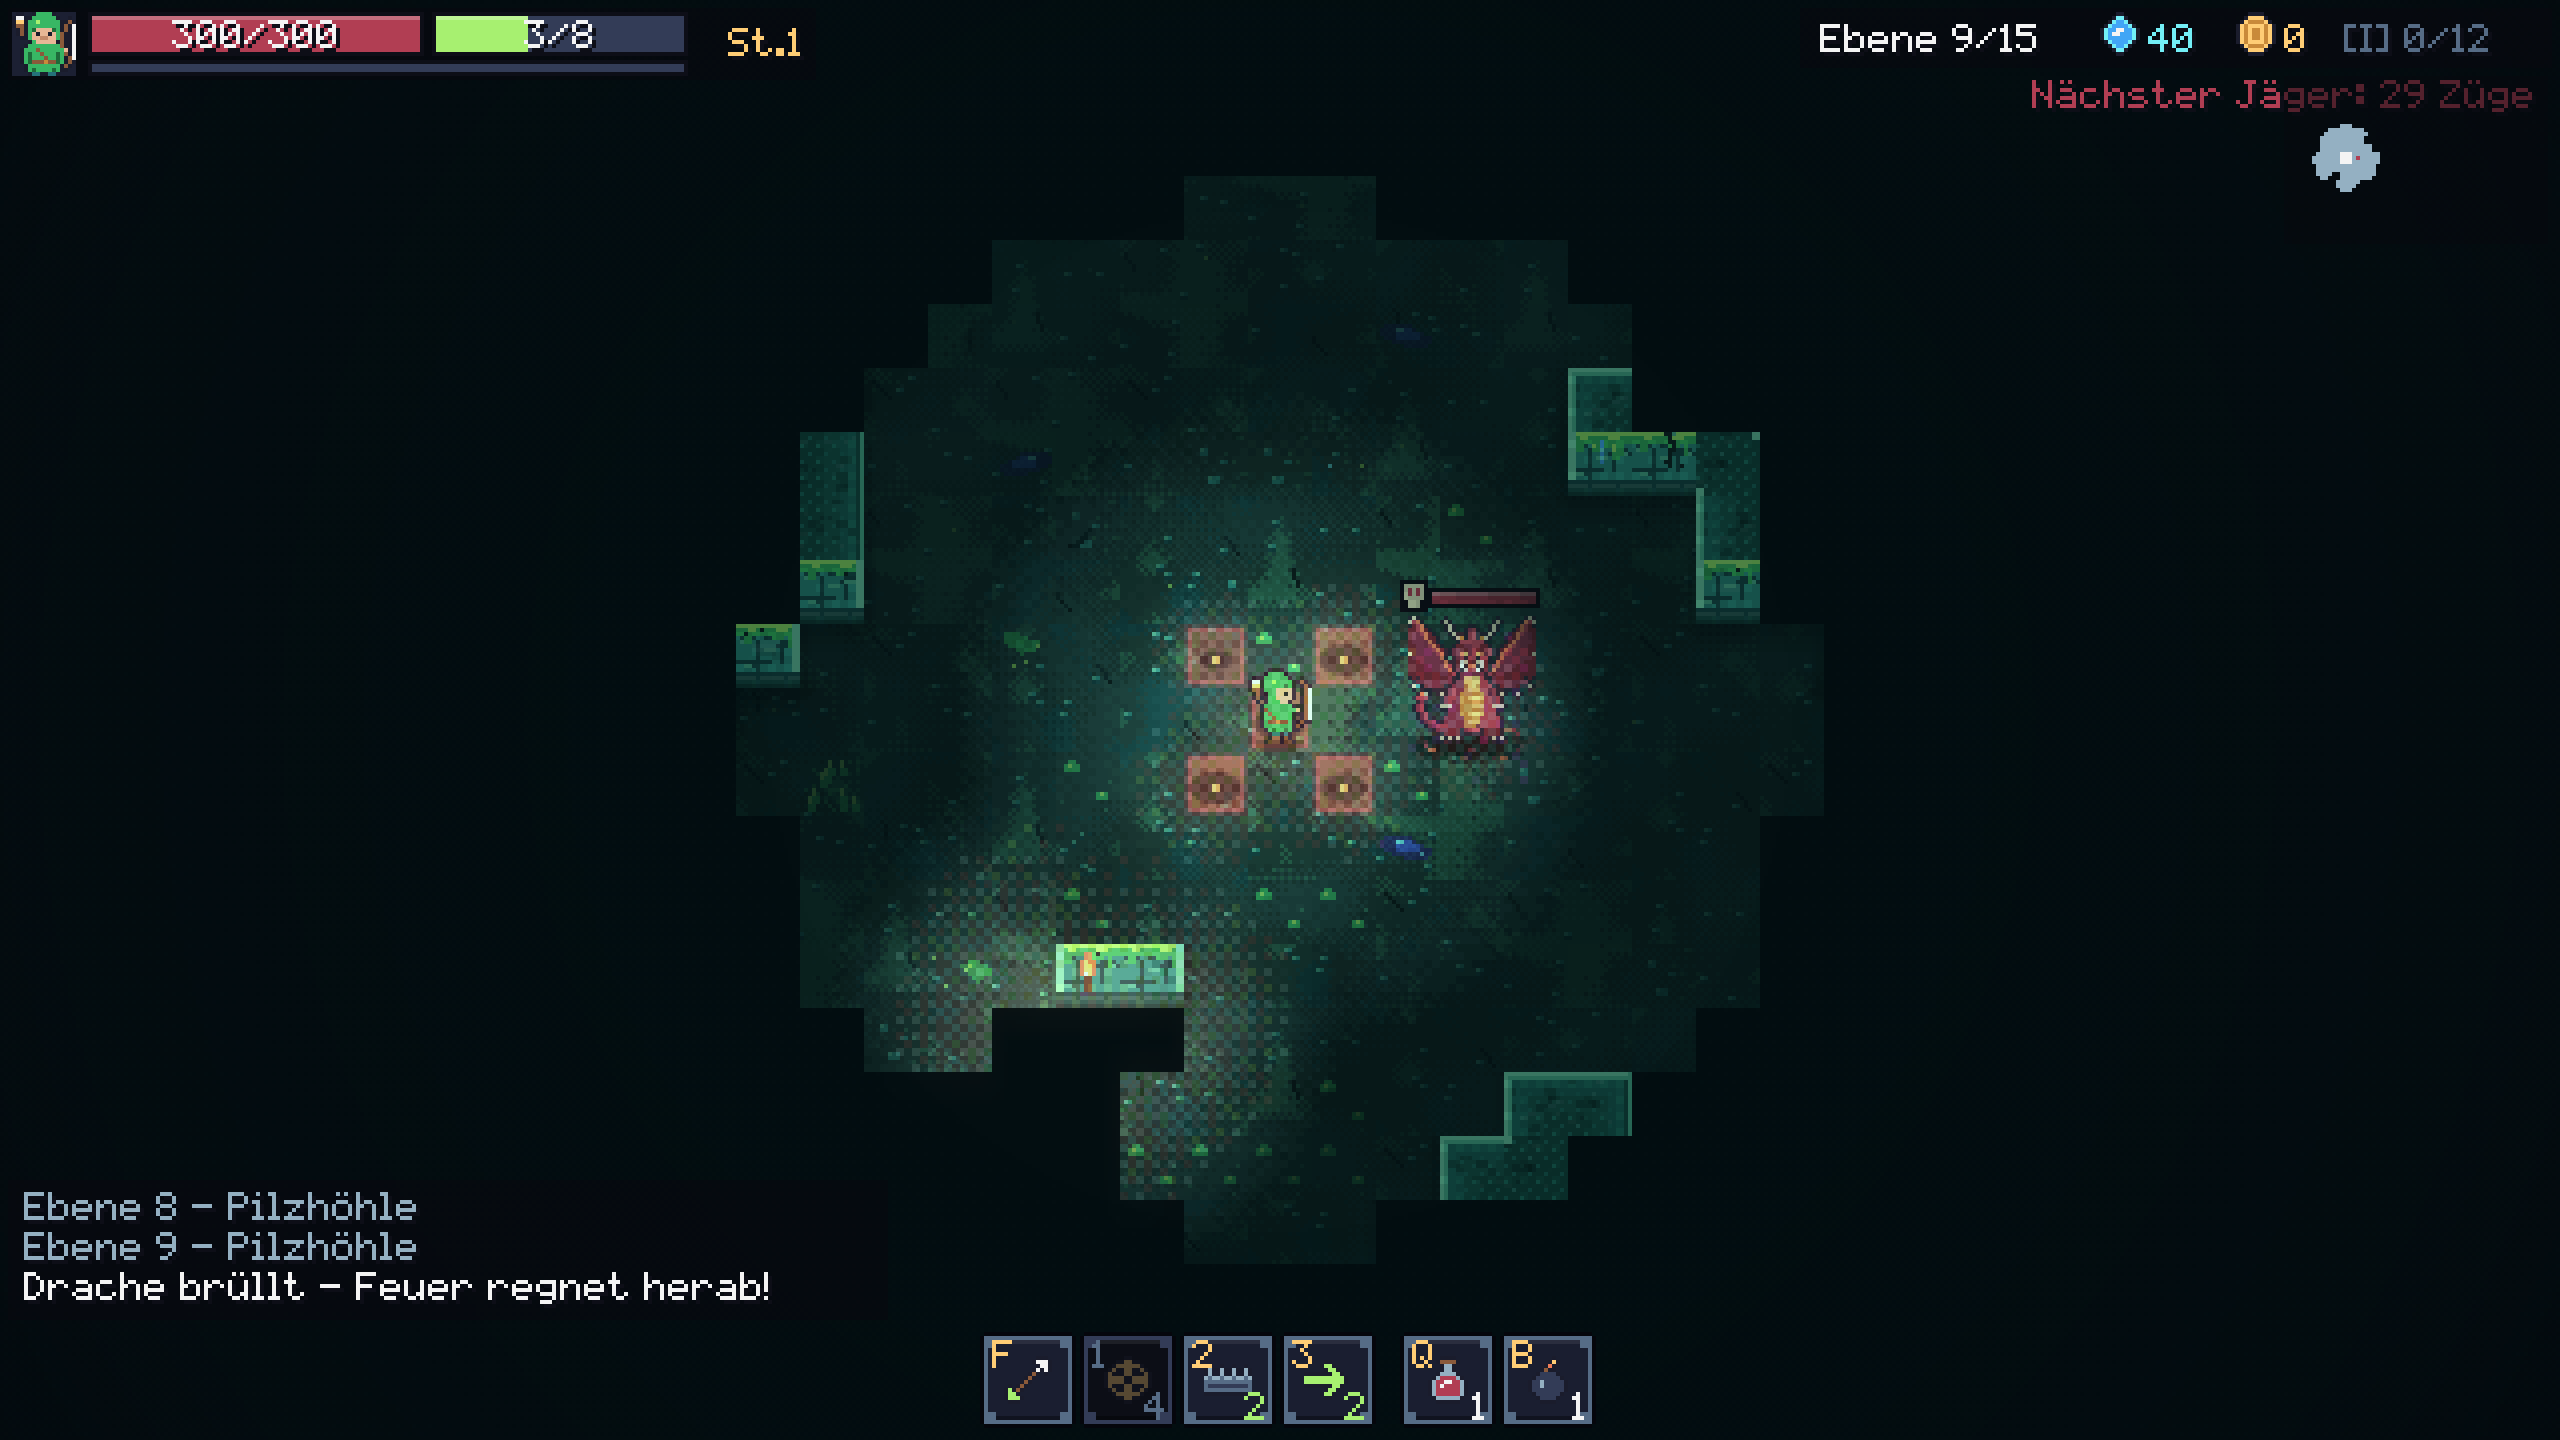 300/300 3/8 St.1 Ebene 9/15 40 0 [I] 0/12
Nächster Jäger: 29 Züge
Ebene 8 - Pilzhöhle
Ebene 9 - Pilzhöhle
Drache brüllt - Feuer regnet herab!
F 1 4 2 2 3 2 Q 1 B 1